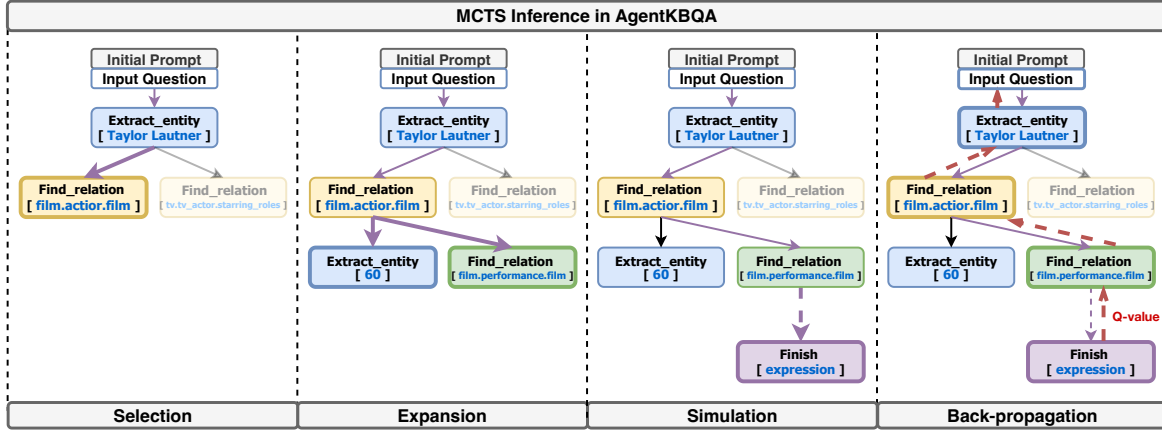 MCTS Inference in AgentKBQA
Initial Prompt
Input Question
Extract_entity
[ Taylor Lautner ]
Find_relation
[ film.actior.film ]
Find_relation
[ tv.tv_actor.starring_roles ]
Selection
Initial Prompt
Input Question
Extract_entity
[ Taylor Lautner ]
Find_relation
[ film.actior.film ]
Find_relation
[ tv.tv_actor.starring_roles ]
Extract_entity
[ 60 ]
Find_relation
[ film.performance.film ]
Expansion
Initial Prompt
Input Question
Extract_entity
[ Taylor Lautner ]
Find_relation
[ film.actior.film ]
Find_relation
[ tv.tv_actor.starring_roles ]
Extract_entity
[ 60 ]
Find_relation
[ film.performance.film ]
Finish
[ expression ]
Simulation
Initial Prompt
Input Question
Extract_entity
[ Taylor Lautner ]
Find_relation
[ film.actior.film ]
Find_relation
[ tv.tv_actor.starring_roles ]
Extract_entity
[ 60 ]
Find_relation
[ film.performance.film ]
Q-value
Finish
[ expression ]
Back-propagation